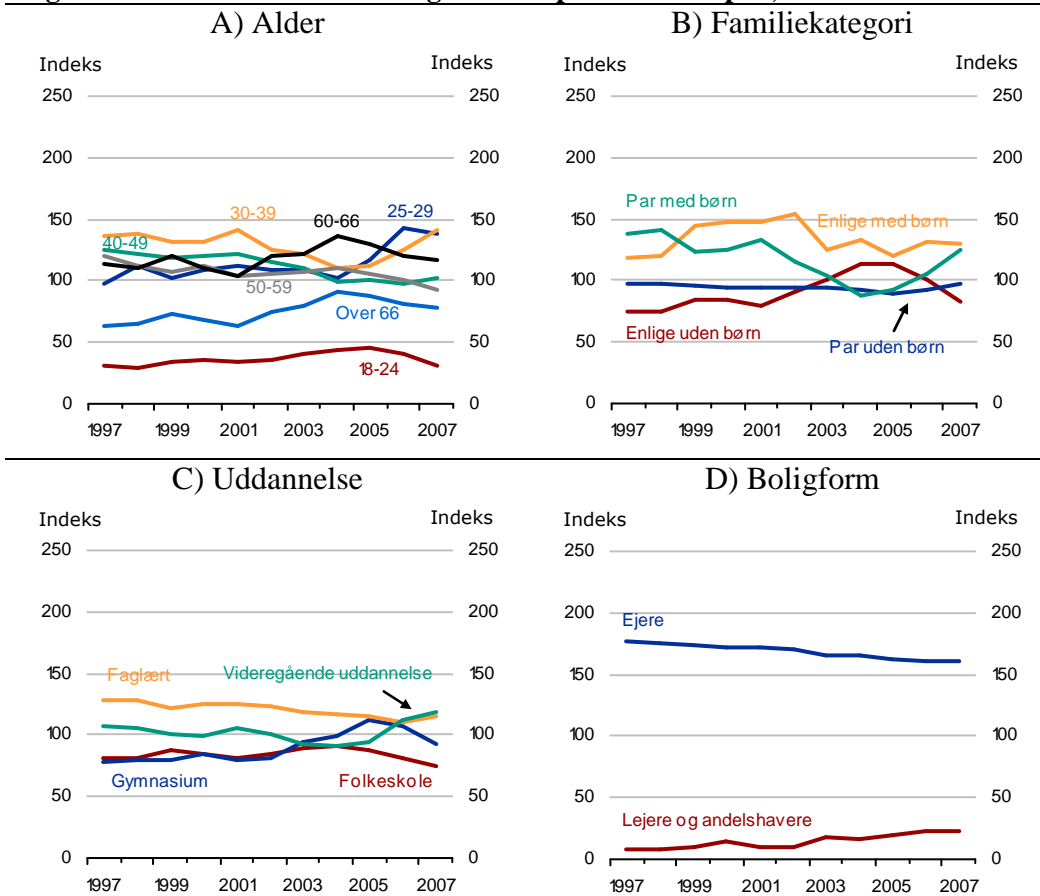 A) Alder
Indeks Indeks
250 250
200 200
150 150
100 100
50 50
0 0
30-39
60-66
25-29
40-49
50-59
Over 66
18-24
1997 1999 2001 2003 2005 2007
B) Familiekategori
Indeks Indeks
250 250
200 200
150 150
100 100
50 50
0 0
Par med børn
Enlige med børn
Enlige uden børn
Par uden børn
1997 1999 2001 2003 2005 2007
C) Uddannelse
Indeks Indeks
250 250
200 200
150 150
100 100
50 50
0 0
Faglært
Videregående uddannelse
Gymnasium
Folkeskole
1997 1999 2001 2003 2005 2007
D) Boligform
Indeks Indeks
250 250
200 200
150 150
100 100
50 50
0 0
Ejere
Lejere og andelshavere
1997 1999 2001 2003 2005 2007